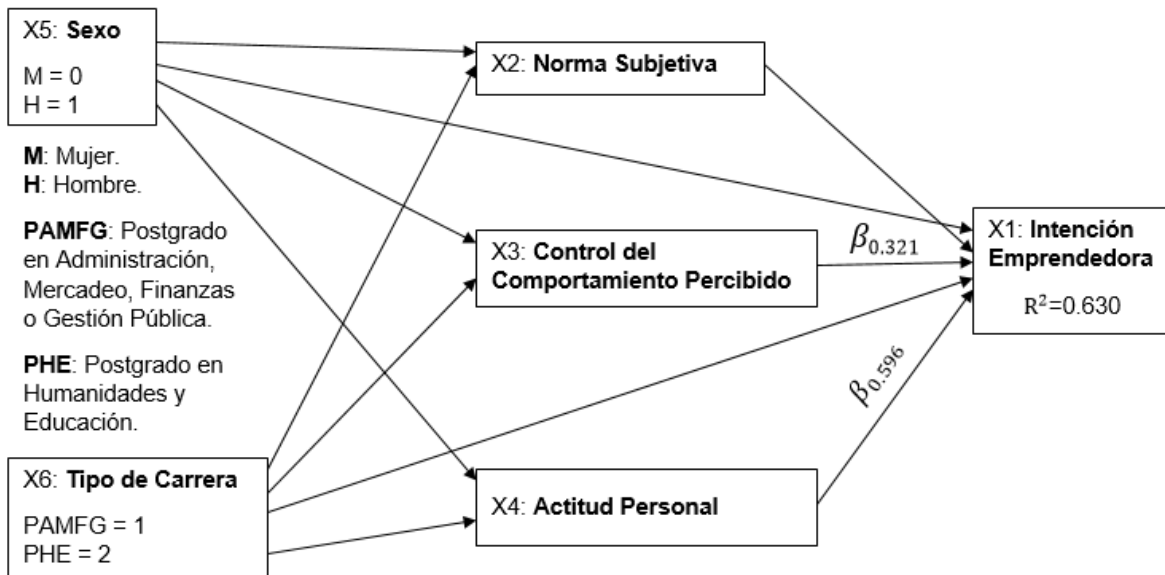 X5: Sexo
M = 0
H = 1
M: Mujer.
H: Hombre.
PAMFG: Postgrado
en Administración,
Mercadeo, Finanzas
o Gestión Pública.
PHE: Postgrado en
Humanidades y
Educación.
X6: Tipo de Carrera
PAMFG = 1
PHE = 2
X2: Norma Subjetiva
X3: Control del
Comportamiento Percibido
X4: Actitud Personal
β0.321
β0.596
X1: Intención
Emprendedora
R²=0.630